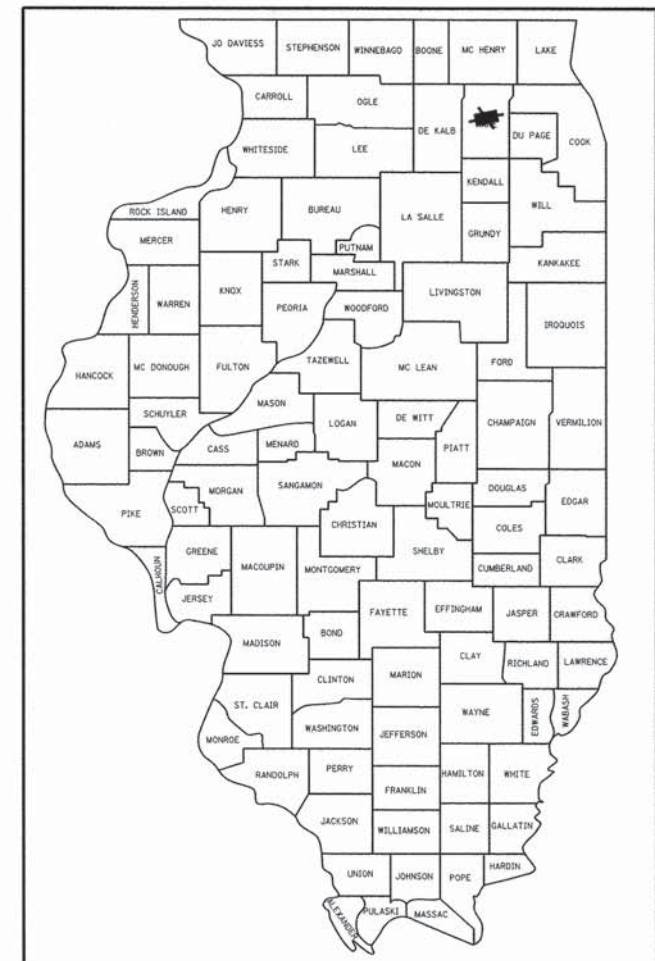 JO DAVIESS STEPHENSON WINNEBAGO BOONE MC HENRY LAKE
CARROLL OGLE DE KALB DU PAGE COOK
WHITESIDE LEE
KENDALL
ROCK ISLAND HENRY BUREAU LA SALLE WILL
MERCER PUTNAM GRUNDY
STARK MARSHALL KANKAKEE
HENDERSON WARREN KNOX PEORIA WOODFORD LIVINGSTON IROQUOIS
HANCOCK MC DONOUGH FULTON TAZEWELL MC LEAN FORD
MASON
SCHUYLER LOGAN DE WITT CHAMPAIGN VERMILION
ADAMS BROWN CASS MENARD MACON PIATT
PIKE SCOTT MORGAN SANGAMON MOULTRIE DOUGLAS EDGAR
CHRISTIAN COLES
CALHOUN GREENE MACOUPIN MONTGOMERY SHELBY CUMBERLAND CLARK
JERSEY FAYETTE EFFINGHAM JASPER CRAWFORD
MADISON BOND CLAY RICHLAND LAWRENCE
CLINTON MARION
ST. CLAIR WAYNE EDWARDS WABASH
MONROE WASHINGTON JEFFERSON
RANDOLPH PERRY HAMILTON WHITE
FRANKLIN
JACKSON WILLIAMSON SALINE GALLATIN
UNION JOHNSON POPE HARDIN
ALEXANDER PULASKI MASSAC